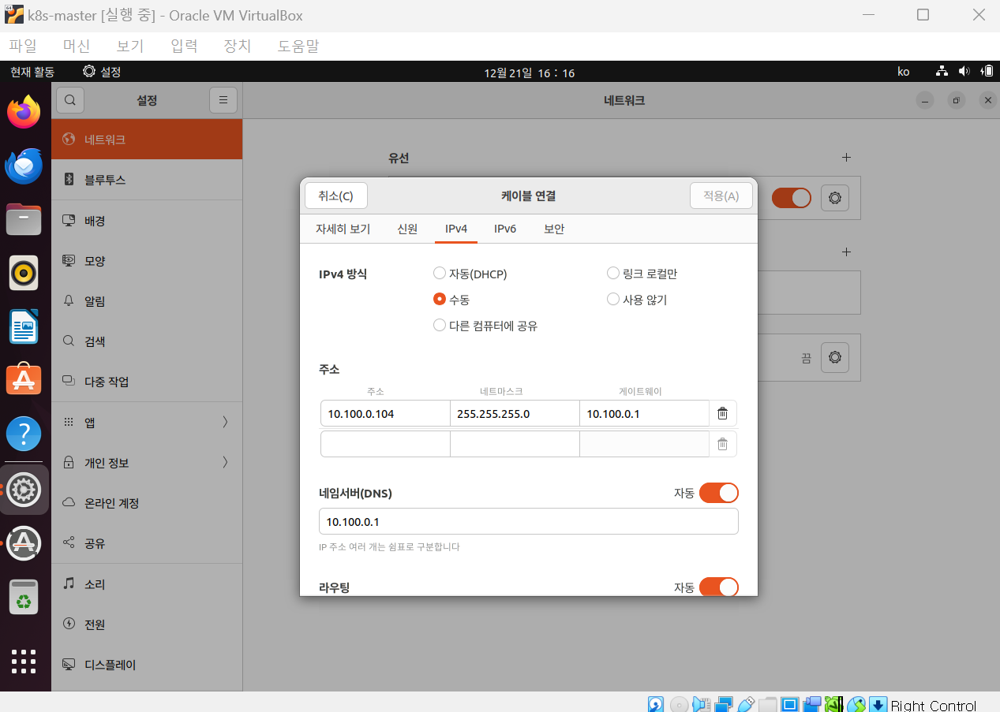 k8s-master [실행 중] - Oracle VM VirtualBox
파일 머신 보기 입력 장치 도움말
현재 활동 설정 12월 21일 16 : 16 ko
설정 네트워크
네트워크
블루투스
배경
모양
알림
검색
다중 작업
앱
개인 정보
온라인 계정
공유
소리
전원
디스플레이
유선
끔
취소(C) 케이블 연결 적용(A)
자세히 보기 신원 IPv4 IPv6 보안
IPv4 방식 자동(DHCP) 링크 로컬만
수동 사용 않기
다른 컴퓨터에 공유
주소
주소 네트마스크 게이트웨이
10.100.0.104 255.255.255.0 10.100.0.1
네임서버(DNS) 자동
10.100.0.1
IP 주소 여러 개는 쉼표로 구분합니다
라우팅 자동
Right Control